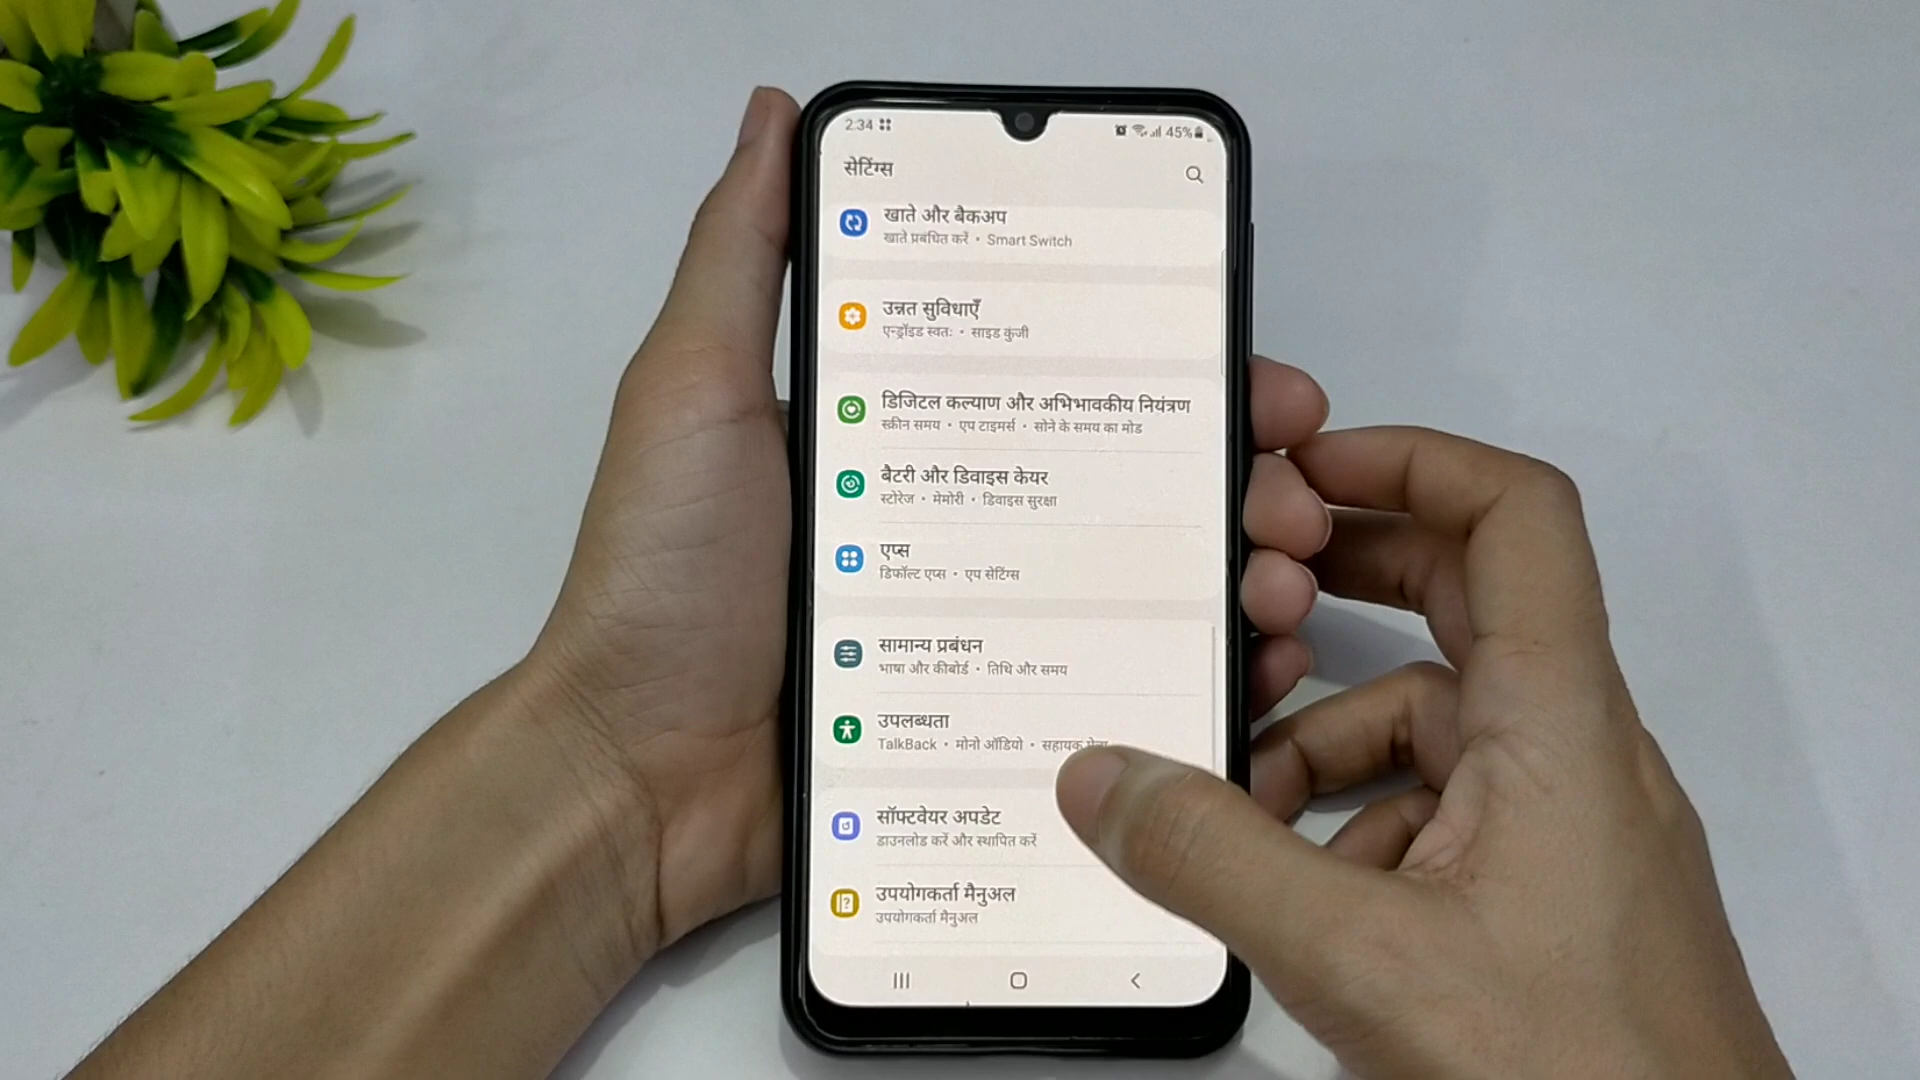 2:34
45%
सेटिंग्स
खाते और बैकअप
खाते प्रबंधित करें • Smart Switch
उन्नत सुविधाएँ
एन्ड्रॉइड स्वतः • साइड कुंजी
डिजिटल कल्याण और अभिभावकीय नियंत्रण
स्क्रीन समय • एप टाइमर्स • सोने के समय का मोड
बैटरी और डिवाइस केयर
स्टोरेज • मेमोरी • डिवाइस सुरक्षा
एप्स
डिफॉल्ट एप्स • एप सेटिंग्स
सामान्य प्रबंधन
भाषा और कीबोर्ड • तिथि और समय
उपलब्धता
TalkBack • मोनो ऑडियो • सहायक
सॉफ्टवेयर अपडेट
डाउनलोड करें और स्थापित करें
उपयोगकर्ता मैनुअल
उपयोगकर्ता मैनुअल